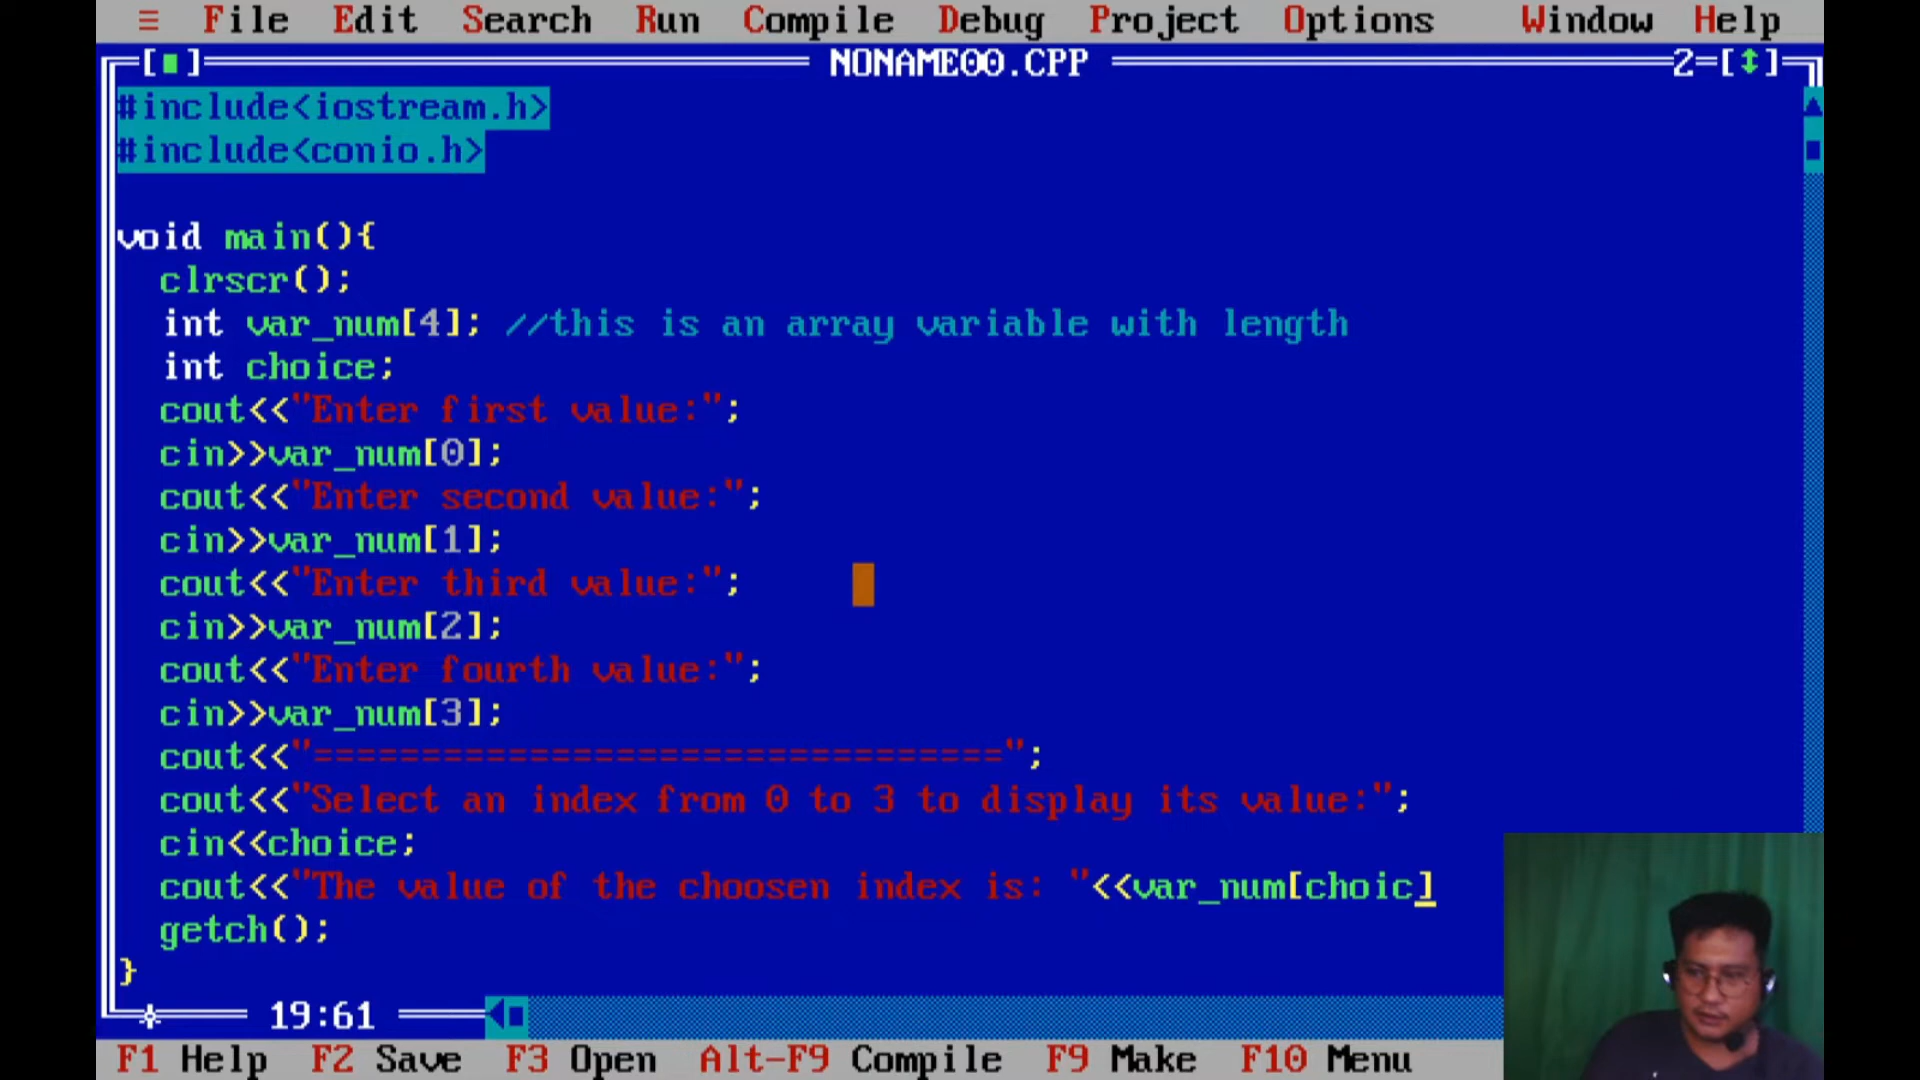 ≡ File Edit Search Run Compile Debug Project Options Window Help
[■] NONAME00.CPP 2=[↕]
#include<iostream.h>
#include<conio.h>
void main(){
clrscr();
int var_num[4]; //this is an array variable with length
int choice;
cout<<"Enter first value:";
cin>>var_num[0];
cout<<"Enter second value:";
cin>>var_num[1];
cout<<"Enter third value:";
cin>>var_num[2];
cout<<"Enter fourth value:";
cin>>var_num[3];
cout<<"================================";
cout<<"Select an index from 0 to 3 to display its value:";
cin<<choice;
cout<<"The value of the choosen index is: "<<var_num[choic]
getch();
}
19:61
F1 Help F2 Save F3 Open Alt-F9 Compile F9 Make F10 Menu